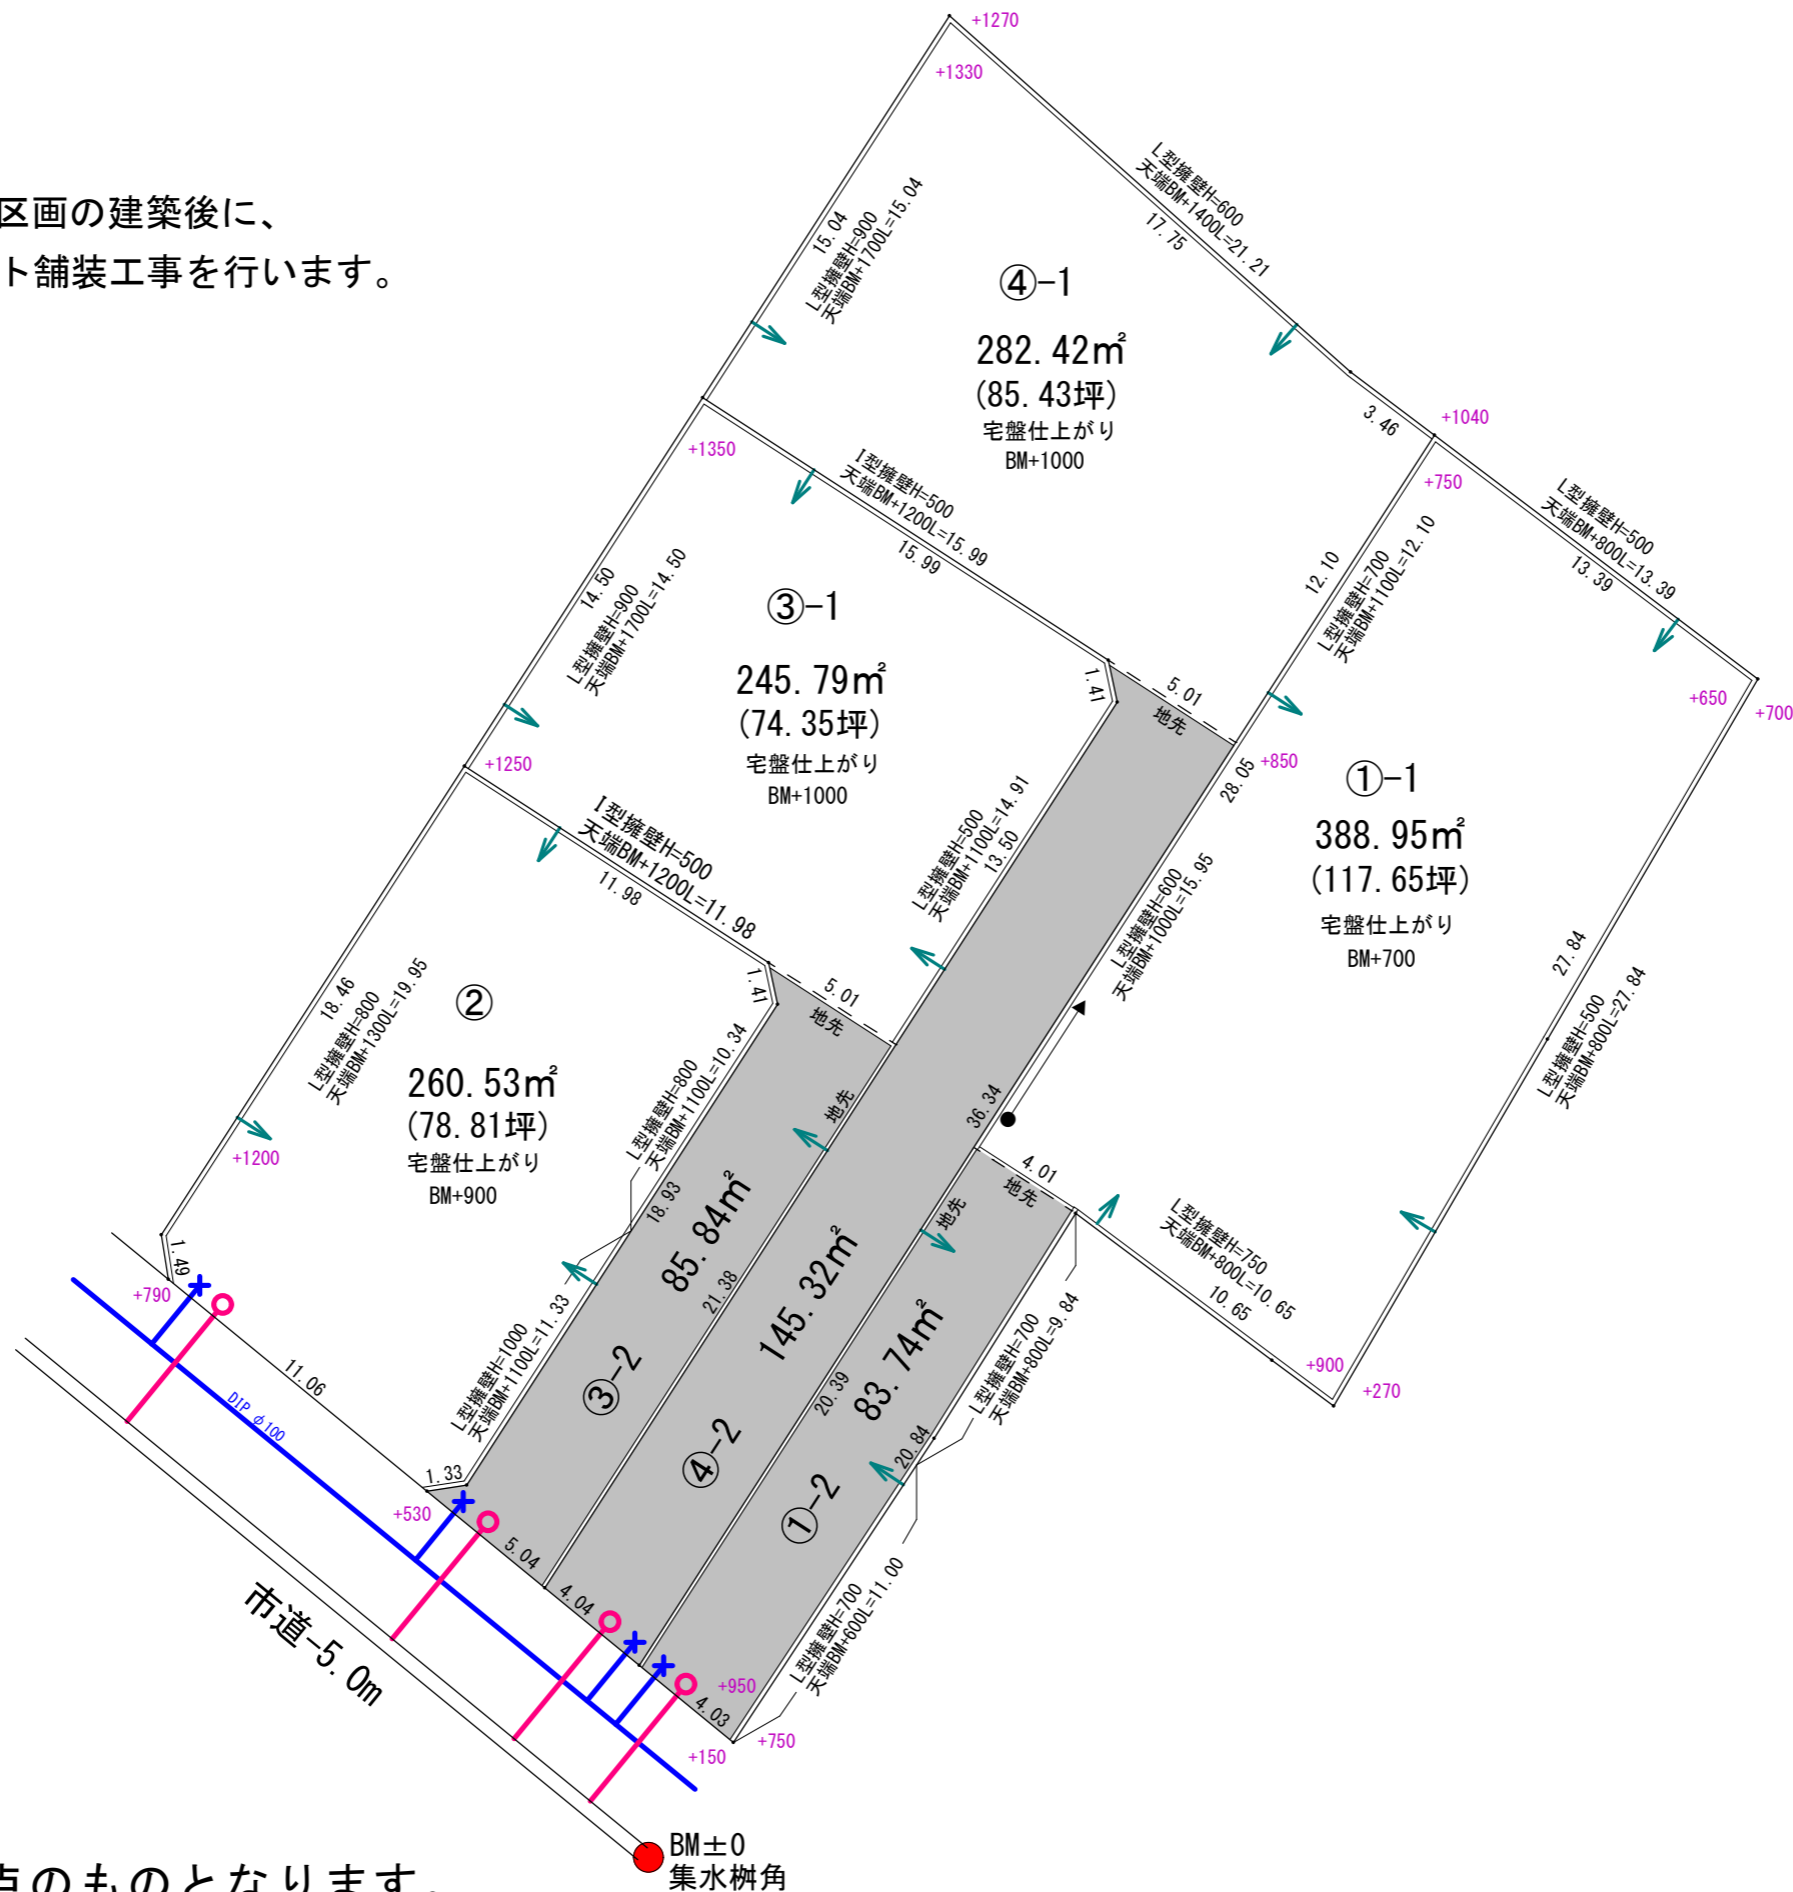 区画の建築後に、
ト舗装工事を行います。
+1270
+1330
15.04
L型擁壁H=900
天端BM+1700L=15.04
L型擁壁H=600
天端BM+1400L=21.21
17.75
④-1
282.42㎡
(85.43坪)
宅盤仕上がり
BM+1000
3.46
+1040
+750
+1350
I型擁壁H=500
天端BM+1200L=15.99
15.99
L型擁壁H=500
天端BM+800L=13.39
13.39
12.10
L型擁壁H=700
天端BM+1100L=12.10
14.50
L型擁壁H=900
天端BM+1700L=14.50
③-1
245.79㎡
(74.35坪)
宅盤仕上がり
BM+1000
1.41
5.01
地先
+650
+700
+850
28.05
①-1
388.95㎡
(117.65坪)
宅盤仕上がり
BM+700
+1250
I型擁壁H=500
天端BM+1200L=11.98
11.98
L型擁壁H=500
天端BM+1100L=14.91
13.50
L型擁壁H=600
天端BM+1000L=15.95
27.84
L型擁壁H=500
天端BM+800L=27.84
18.46
L型擁壁H=800
天端BM+1300L=19.95
②
260.53㎡
(78.81坪)
宅盤仕上がり
BM+900
1.41
5.01
地先
L型擁壁H=800
天端BM+1100L=10.34
地先
36.34
4.01
地先
地先
+1200
18.93
85.84㎡
21.38
145.32㎡
L型擁壁H=750
天端BM+800L=10.65
10.65
1.49
+790
11.06
DIP φ100
L型擁壁H=1000
天端BM+1100L=11.33
③-2
20.39
83.74㎡
L型擁壁H=700
天端BM+800L=9.84
+900
+270
1.33
+530
④-2
20.84
①-2
5.04
4.04
L型擁壁H=700
天端BM+600L=11.00
市道-5.0m
+950
4.03
+750
+150
BM±0
集水桝角
点のものとなります。